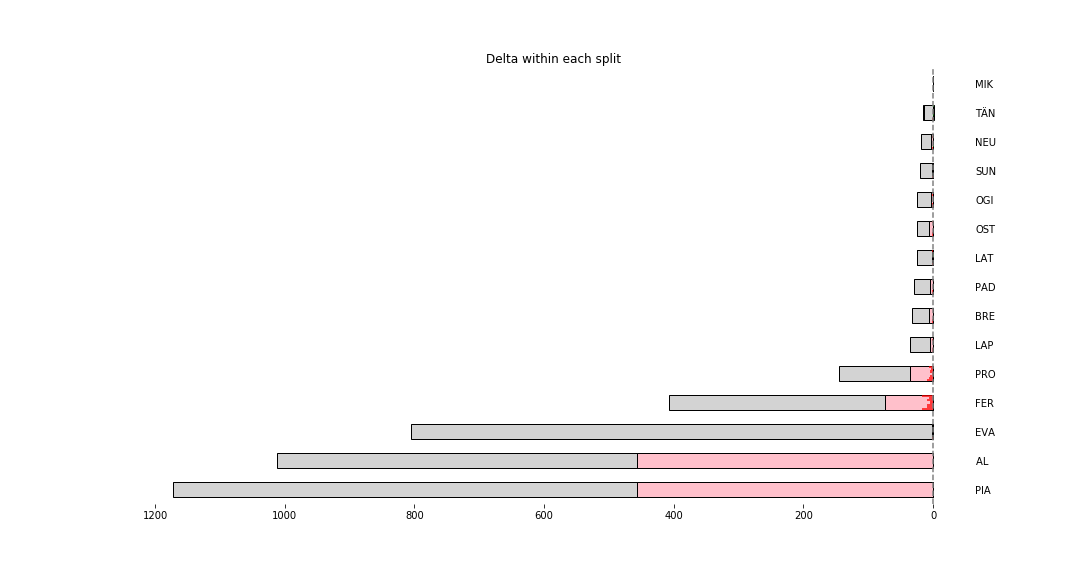 Delta within each split
MIK
TÄN
NEU
SUN
OGI
OST
LAT
PAD
BRE
LAP
PRO
FER
EVA
AL
PIA
1200 1000 800 600 400 200 0